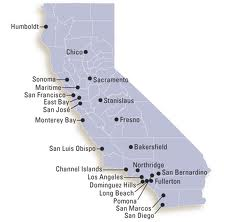 Humboldt
Chico
Sonoma
Sacramento
Maritime
San Francisco
Stanislaus
East Bay
San José
Monterey Bay
Fresno
San Luis Obispo
Bakersfield
Northridge
Channel Islands
San Bernardino
Los Angeles
Fullerton
Dominguez Hills
Long Beach
Pomona
San Marcos
San Diego